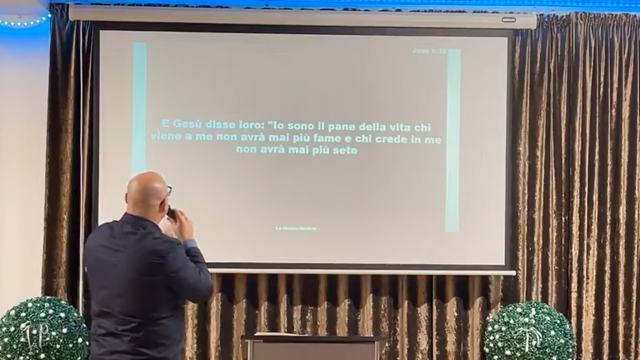 E Gesù disse loro: "Io sono il pane della vita chi
viene a me non avrà mai più fame e chi crede in me
non avrà mai più sete